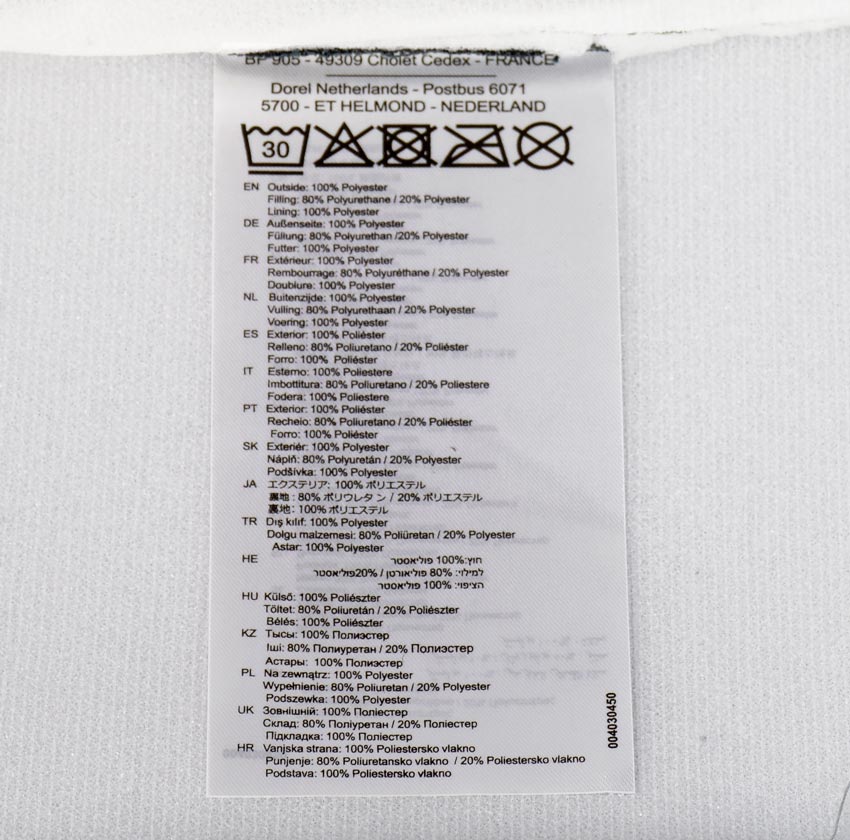 BP 905 - 49309 Cholet Cedex - FRANCE
Dorel Netherlands - Postbus 6071
5700 - ET HELMOND - NEDERLAND
30
EN Outside: 100% Polyester
Filling: 80% Polyurethane / 20% Polyester
Lining: 100% Polyester
DE Außenseite: 100% Polyester
Füllung: 80% Polyurethan /20% Polyester
Futter: 100% Polyester
FR Extérieur: 100% Polyester
Rembourrage: 80% Polyuréthane / 20% Polyester
Doublure: 100% Polyester
NL Buitenzijde: 100% Polyester
Vulling: 80% Polyurethaan / 20% Polyester
Voering: 100% Polyester
ES Exterior: 100% Poliéster
Relleno: 80% Poliuretano / 20% Poliéster
Forro: 100% Poliéster
IT Esterno: 100% Poliestere
Imbottitura: 80% Poliuretano / 20% Poliestere
Fodera: 100% Poliestere
PT Exterior: 100% Poliéster
Recheio: 80% Poliuretano / 20% Poliéster
Forro: 100% Poliéster
SK Exteriér: 100% Polyester
Náplň: 80% Polyuretán / 20% Polyester
Podšívka: 100% Polyester
JA エクステリア: 100% ポリエステル
裏地 : 80% ポリウレタン / 20% ポリエステル
裏地: 100% ポリエステル
TR Dış kılıf: 100% Polyester
Dolgu malzemesi: 80% Poliüretan / 20% Polyester
Astar: 100% Polyester
HE חוץ: 100% פוליאסטר
למילוי: 80% פוליאורטן / 20% פוליאסטר
הציפוי: 100% פוליאסטר
HU Külső: 100% Poliészter
Töltet: 80% Poliuretán / 20% Poliészter
Bélés: 100% Poliészter
KZ Тысы: 100% Полиэстер
Іші: 80% Полиуретан / 20% Полиэстер
Астары: 100% Полиэстер
PL Na zewnątrz: 100% Polyester
Wypełnienie: 80% Poliuretan / 20% Polyester
Podszewka: 100% Polyester
UK Зовнішній: 100% Поліестер
Склад: 80% Поліуретан / 20% Поліестер
Підкладка: 100% Поліестер
HR Vanjska strana: 100% Poliestersko vlakno
Punjenje: 80% Poliuretansko vlakno / 20% Poliestersko vlakno
Podstava: 100% Poliestersko vlakno
004030450